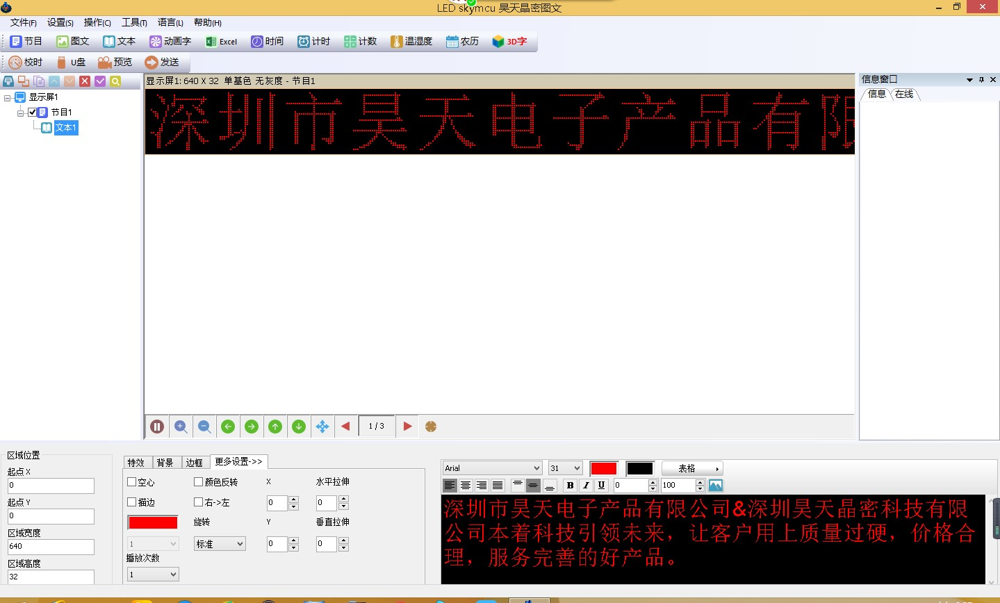 LED skymcu 昊天晶密图文
文件(F) 设置(S) 操作(C) 工具(T) 语言(L) 帮助(H)
节目 图文 文本 动画字 Excel 时间 计时 计数 温湿度 农历 3D字
校时 U盘 预览 发送
显示屏1
节目1
文本1
显示屏1: 640 X 32 单基色 无灰度 - 节目1
深圳市昊天电子产品有限
1 / 3
信息窗口
信息 在线
区域位置
起点 X
0
起点 Y
0
区域宽度
640
区域高度
32
特效 背景 边框 更多设置->>
空心 颜色反转 X 水平拉伸
描边 右->左 0 0
旋转 Y 垂直拉伸
1 标准 0 0
播放次数
1
Arial 31 表格
B I U 0 100
深圳市昊天电子产品有限公司&深圳昊天晶密科技有限
公司本着科技引领未来，让客户用上质量过硬，价格合
理，服务完善的好产品。